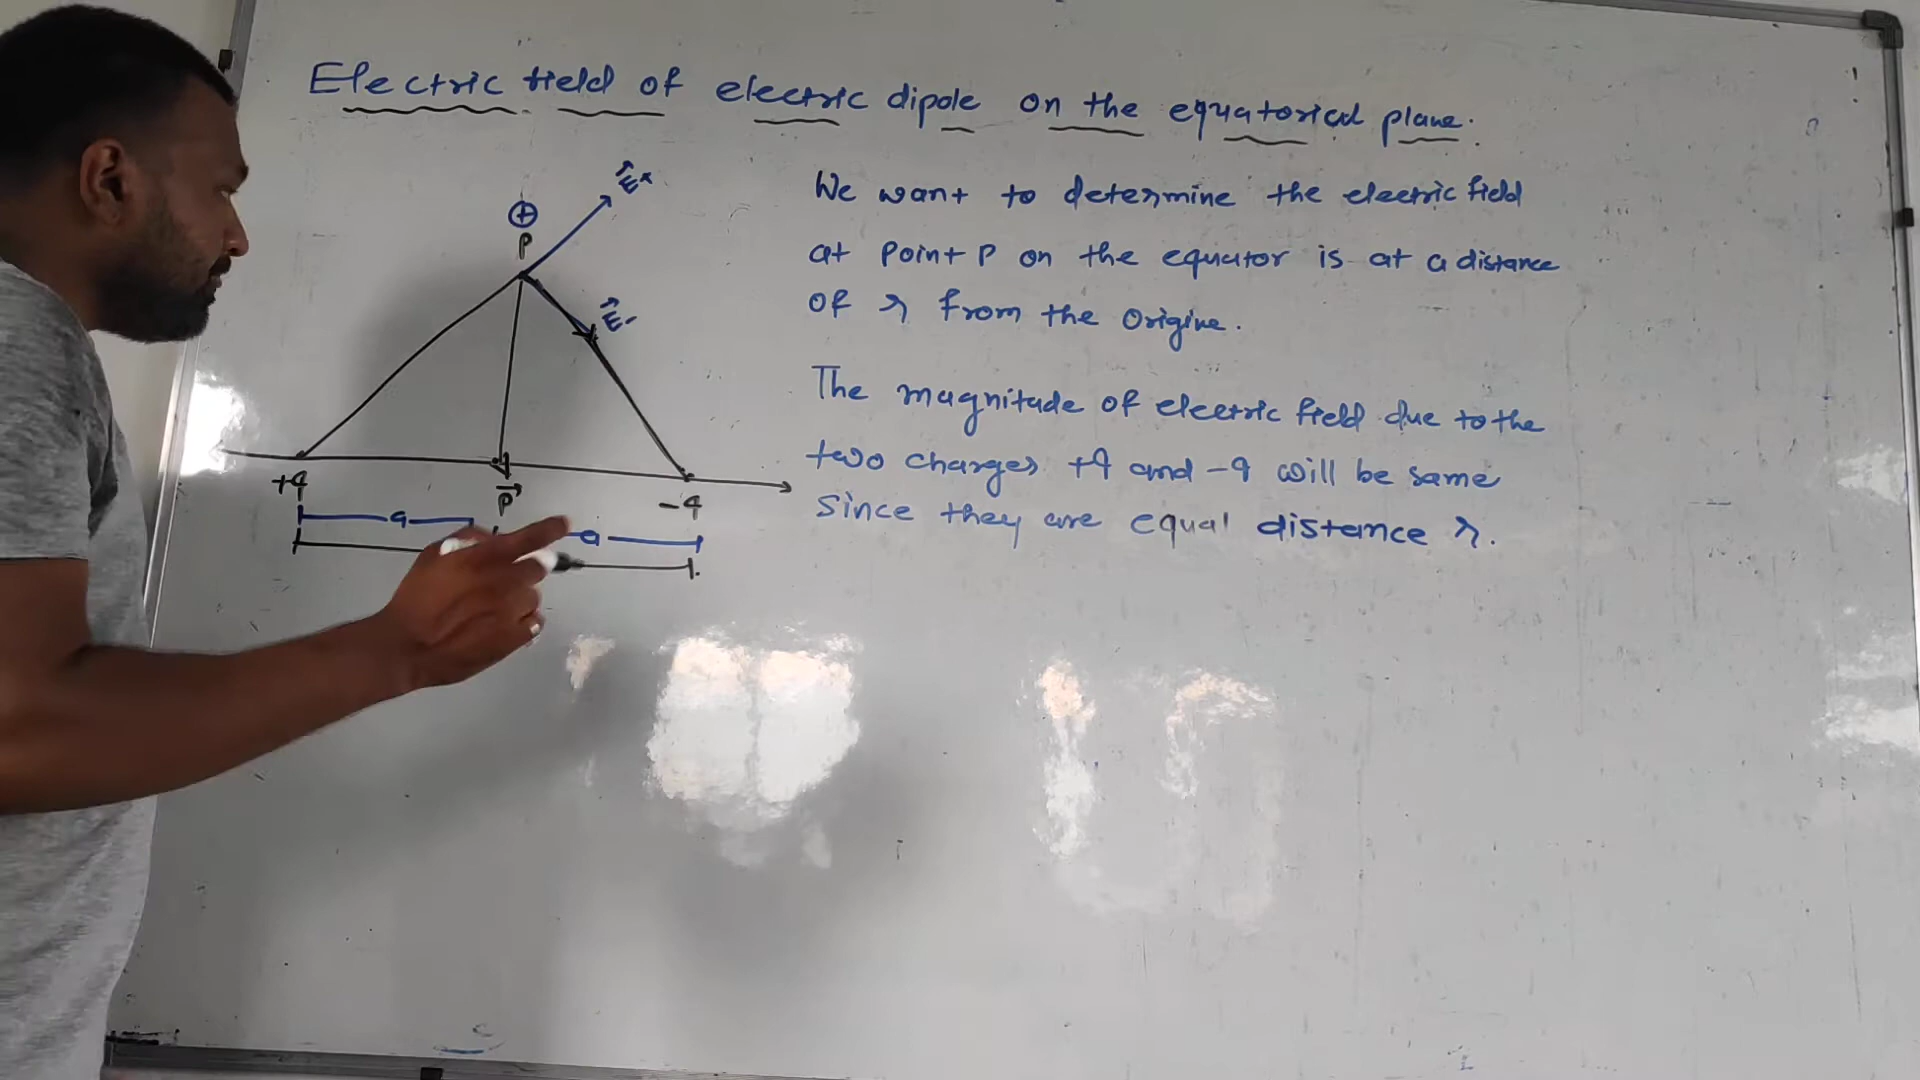 Electric field of electric dipole on the equatorical plane.
We want to determine the electric field
at point P on the equator is at a distance
of r from the Origine.
The magnitude of electric field due to the
two charges +q and -q will be same
since they are equal distance r.
E⃗+
⊕
P
E⃗-
+q
P⃗
-q
a
a